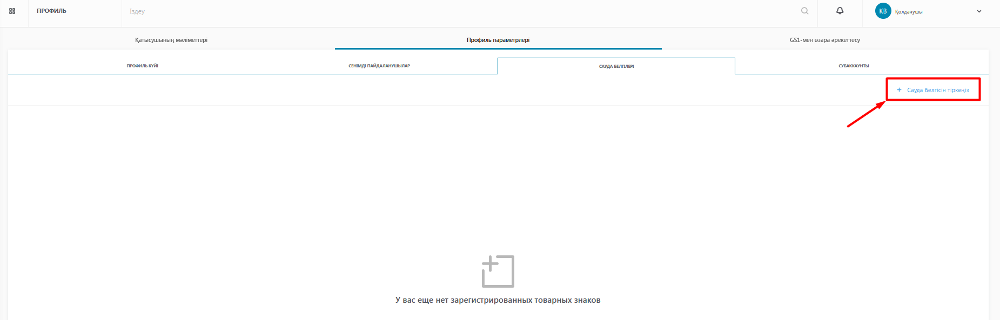 ПРОФИЛЬ
Іздеу
КВ Қолданушы
Қатысушының мәліметтері
Профиль параметрлері
GS1-мен өзара әрекеттесу
ПРОФИЛЬ КҮЙІ
СЕНІМДІ ПАЙДАЛАНУШЫЛАР
САУДА БЕЛГІЛЕРІ
СУБАККАУНТЫ
+ Сауда белгісін тіркеңіз
У вас еще нет зарегистрированных товарных знаков